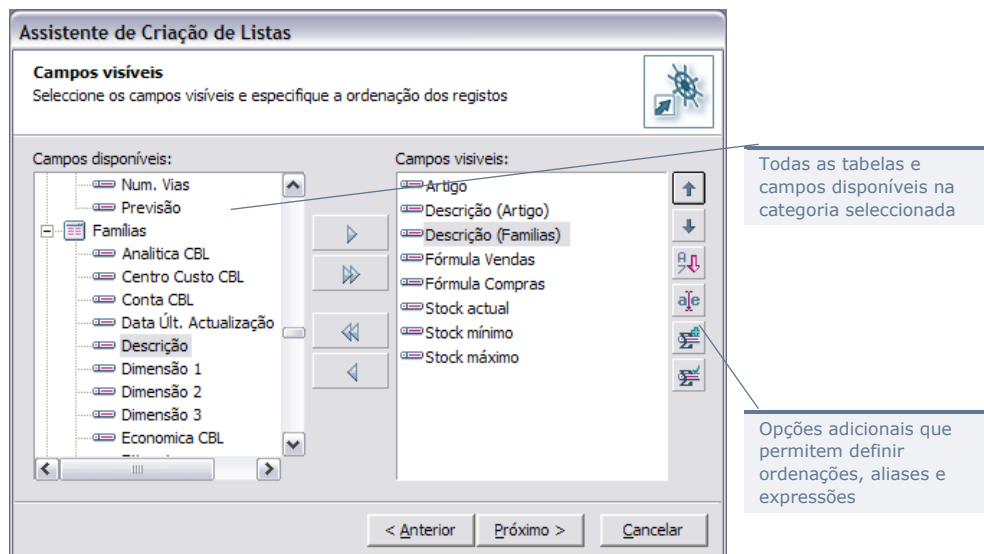 Assistente de Criação de Listas
Campos visíveis
Seleccione os campos visíveis e especifique a ordenação dos registos
Campos disponíveis:
Num. Vias
Previsão
Famílias
Analitica CBL
Centro Custo CBL
Conta CBL
Data Últ. Actualização
Descrição
Dimensão 1
Dimensão 2
Dimensão 3
Economica CBL
Campos visiveis:
Artigo
Descrição (Artigo)
Descrição (Familias)
Fórmula Vendas
Fórmula Compras
Stock actual
Stock mínimo
Stock máximo
< Anterior
Próximo >
Cancelar
Todas as tabelas e
campos disponíveis na
categoria seleccionada
Opções adicionais que
permitem definir
ordenações, aliases e
expressões